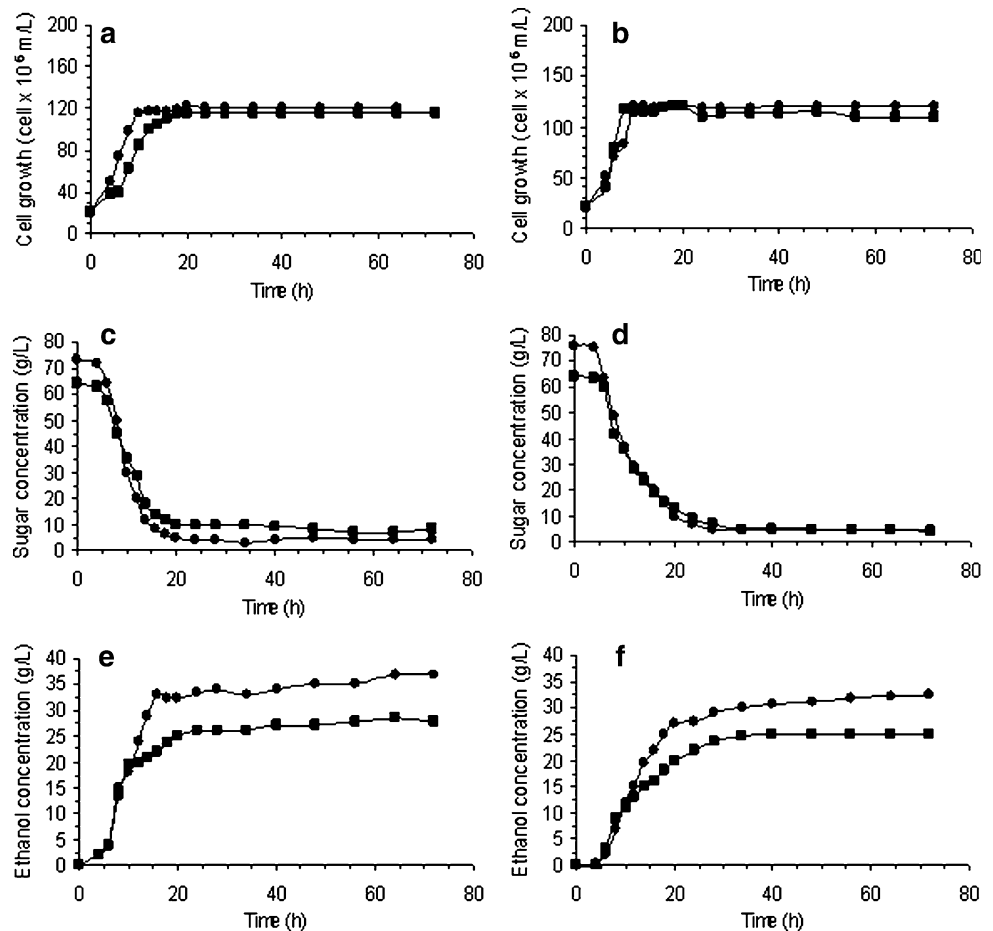 a
Cell growth (cell x 10⁶ m/L)
200
160
120
80
40
0
0 20 40 60 80
Time (h)
b
Cell growth (cell x 10⁶ m/L)
200
150
100
50
0
0 20 40 60 80
Time (h)
c
Sugar concentration (g/L)
80
70
60
50
40
30
20
10
0
0 20 40 60 80
Time (h)
d
Sugar concentration (g/L)
80
70
60
50
40
30
20
10
0
0 20 40 60 80
Time (h)
e
Ethanol concentration (g/L)
40
35
30
25
20
15
10
5
0
0 20 40 60 80
Time (h)
f
Ethanol concentration (g/L)
40
35
30
25
20
15
10
5
0
0 20 40 60 80
Time (h)